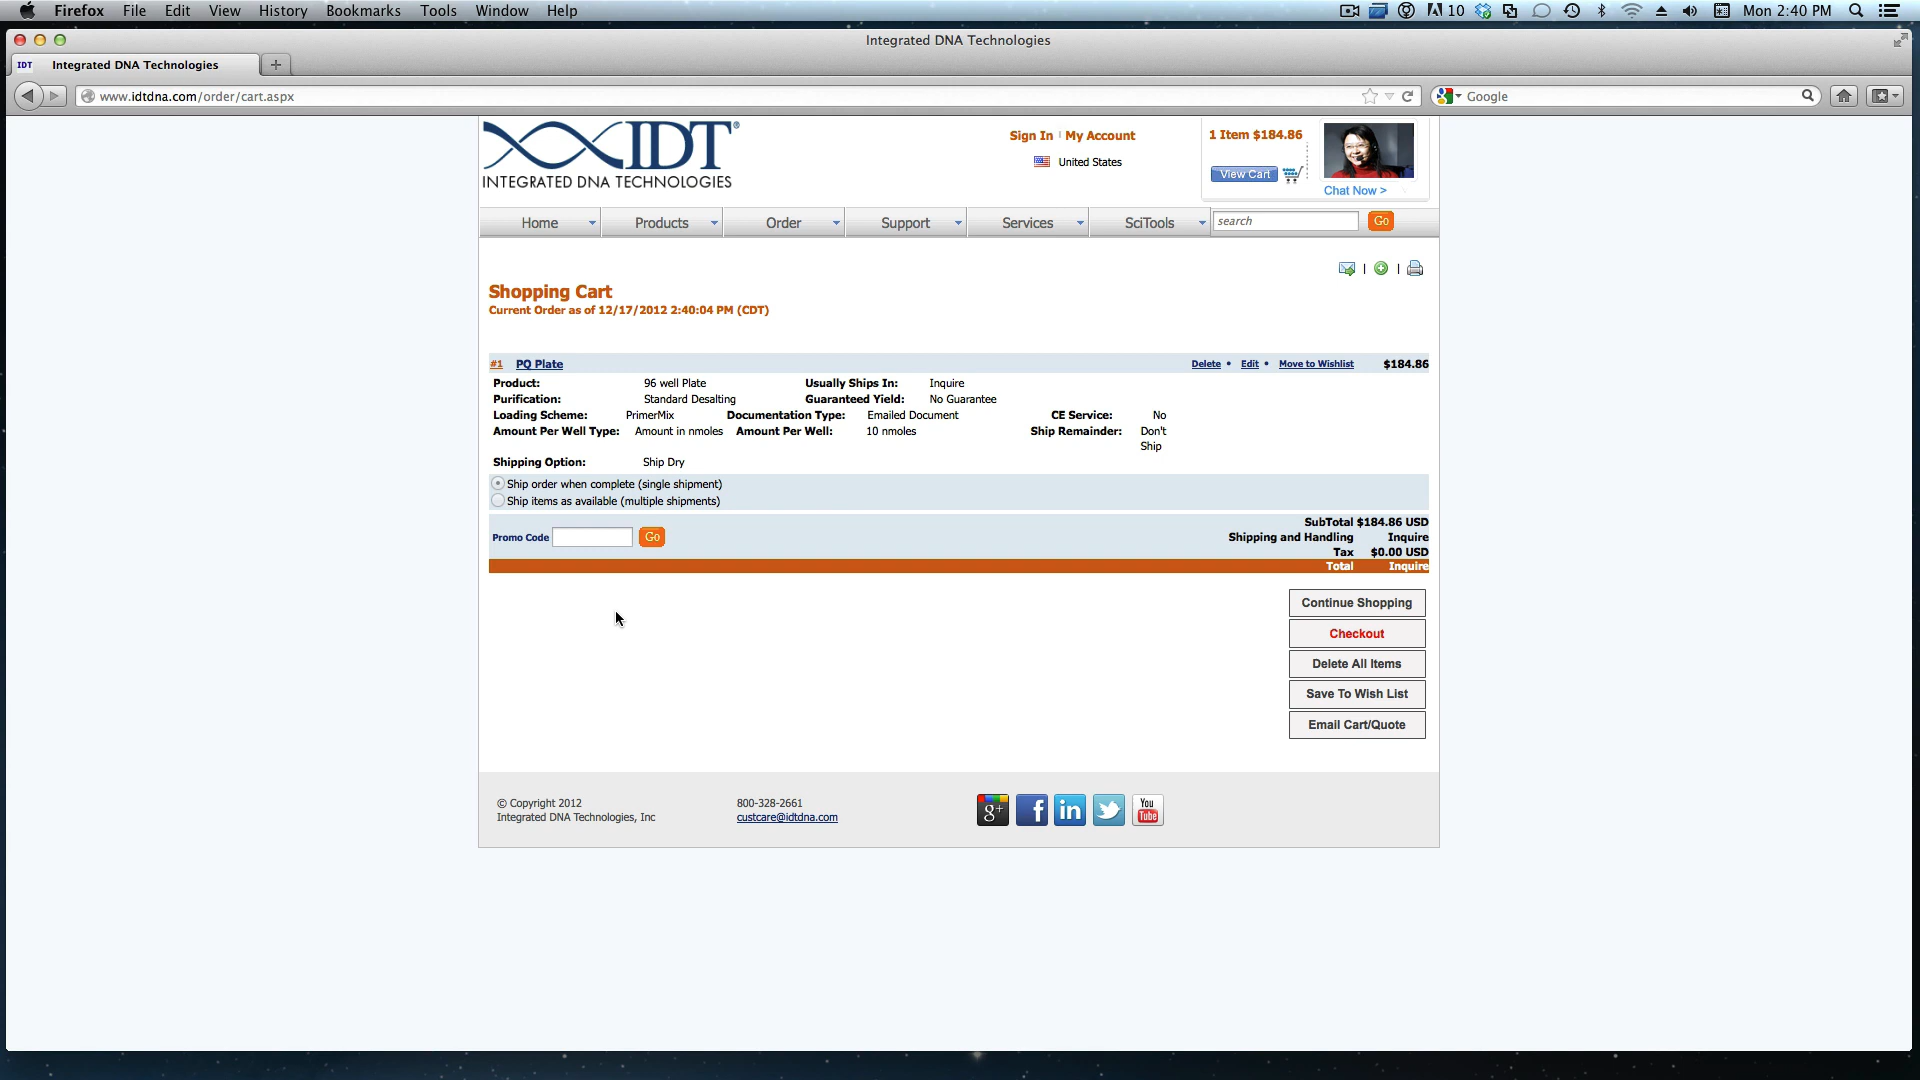 Firefox File Edit View History Bookmarks Tools Window Help 10 Mon 2:40 PM
Integrated DNA Technologies
IDT Integrated DNA Technologies
www.idtdna.com/order/cart.aspx Google
IDT®
INTEGRATED DNA TECHNOLOGIES
Sign In | My Account
United States
1 Item $184.86
View Cart
Chat Now >
Home Products Order Support Services SciTools search Go
Shopping Cart
Current Order as of 12/17/2012 2:40:04 PM (CDT)
#1 PQ Plate Delete • Edit • Move to Wishlist $184.86
Product: 96 well Plate Usually Ships In: Inquire
Purification: Standard Desalting Guaranteed Yield: No Guarantee
Loading Scheme: PrimerMix Documentation Type: Emailed Document CE Service: No
Amount Per Well Type: Amount in nmoles Amount Per Well: 10 nmoles Ship Remainder: Don't
Ship
Shipping Option: Ship Dry
Ship order when complete (single shipment)
Ship items as available (multiple shipments)
SubTotal $184.86 USD
Promo Code Go Shipping and Handling Inquire
Tax $0.00 USD
Total Inquire
Continue Shopping
Checkout
Delete All Items
Save To Wish List
Email Cart/Quote
© Copyright 2012 800-328-2661
Integrated DNA Technologies, Inc custcare@idtdna.com
g+ f in You Tube